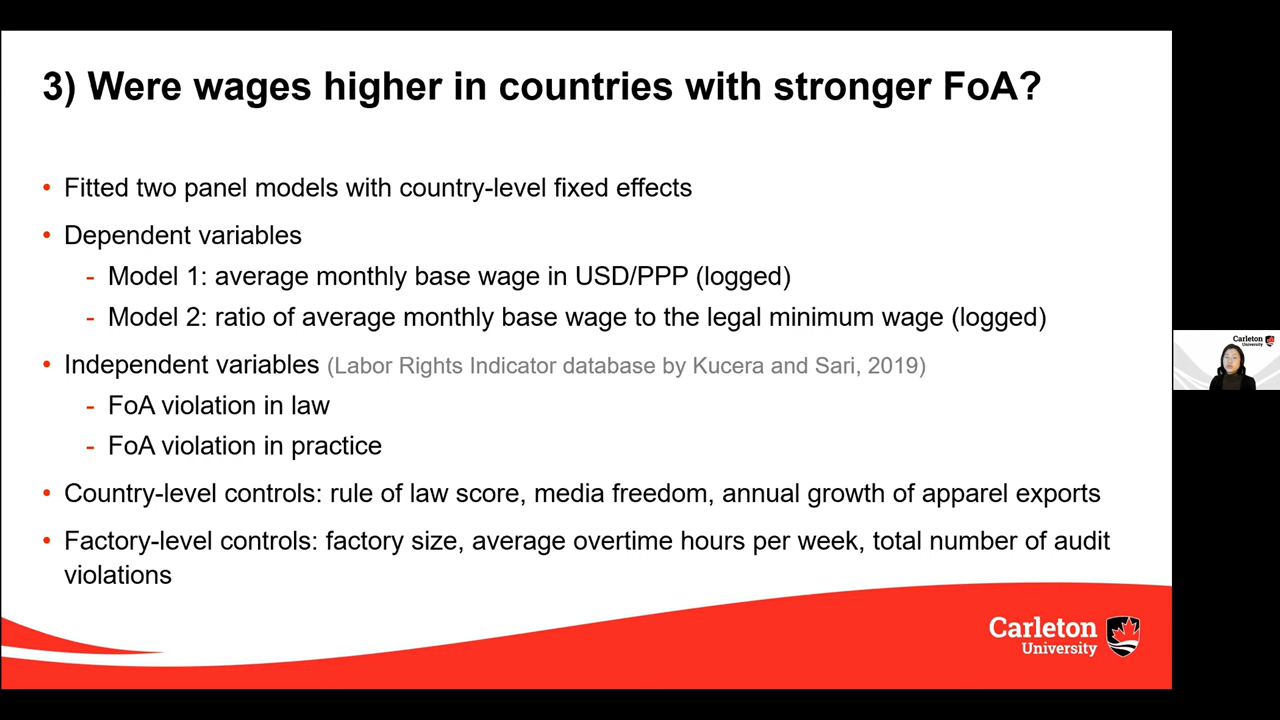 3) Were wages higher in countries with stronger FoA?
• Fitted two panel models with country-level fixed effects
• Dependent variables
- Model 1: average monthly base wage in USD/PPP (logged)
- Model 2: ratio of average monthly base wage to the legal minimum wage (logged)
• Independent variables (Labor Rights Indicator database by Kucera and Sari, 2019)
- FoA violation in law
- FoA violation in practice
• Country-level controls: rule of law score, media freedom, annual growth of apparel exports
• Factory-level controls: factory size, average overtime hours per week, total number of audit
violations
Carleton
University
Carleton
University